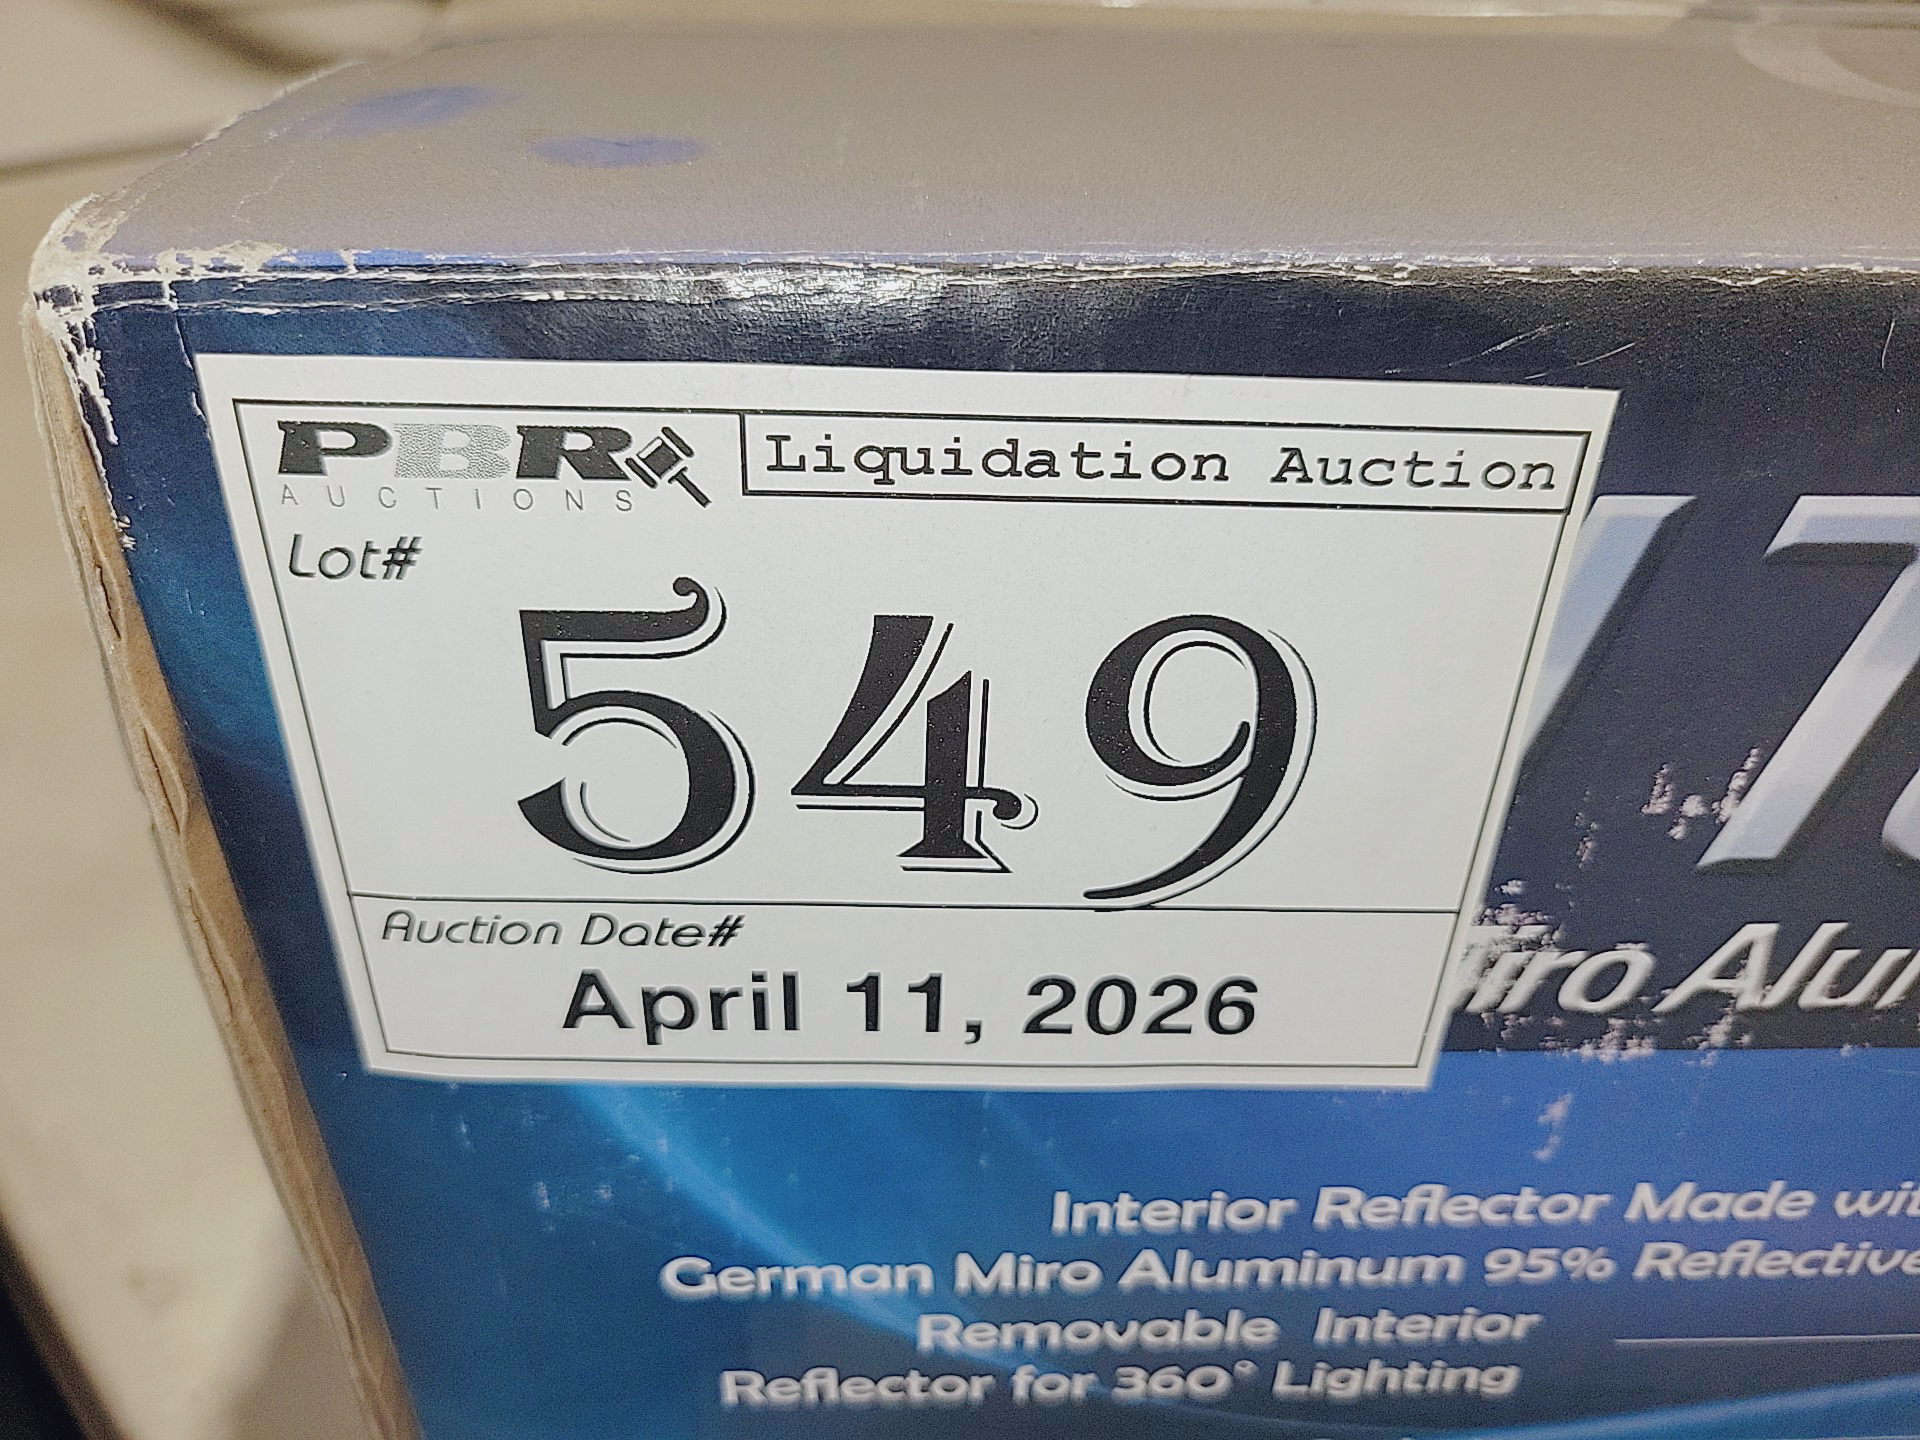 PBR
AUCTIONS
Liquidation Auction
Lot#
549
Auction Date#
April 11, 2026
Interior Reflector Made
German Miro Aluminum 95% Reflective
Removable Interior
Reflector for 360° Lighting